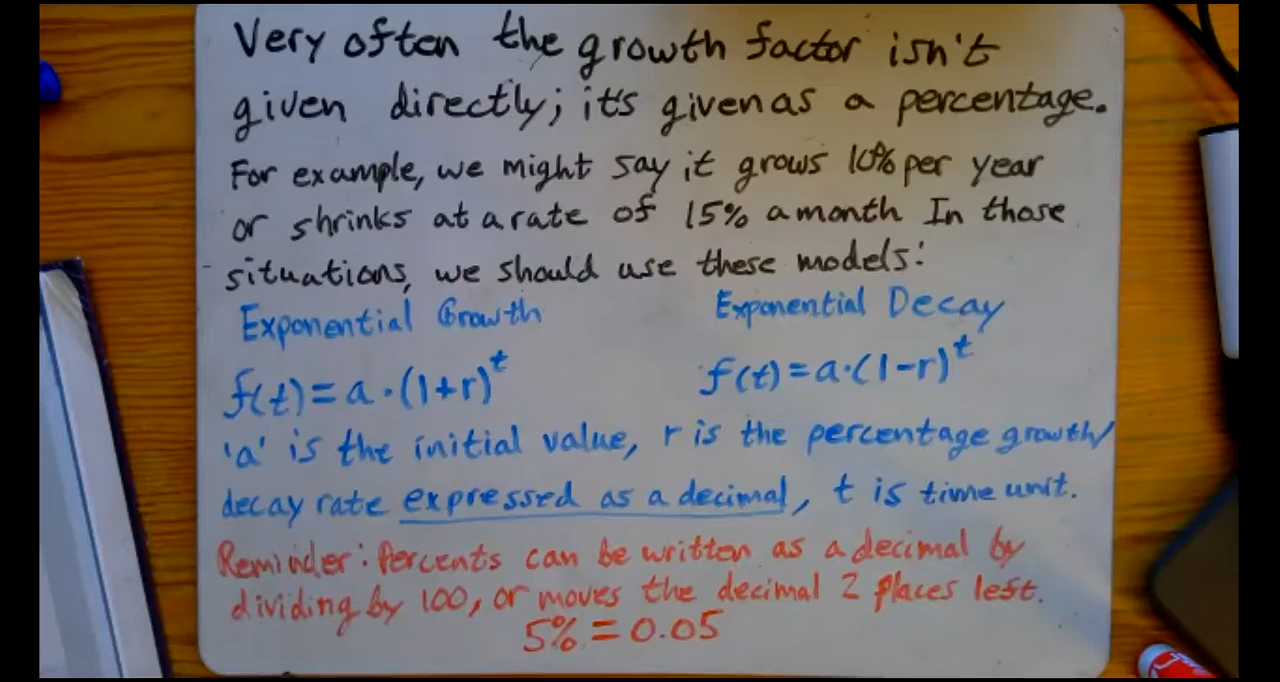 Very often the growth factor isn't
given directly; it's given as a percentage.
For example, we might say it grows 10% per year
or shrinks at a rate of 15% a month In those
situations, we should use these models:
Exponential Growth
Exponential Decay
f(t)=a·(1+r)^t
f(t)=a·(1-r)^t
'a' is the initial value, r is the percentage growth/
decay rate expressed as a decimal, t is time unit.
Reminder: Percents can be written as a decimal by
dividing by 100, or moves the decimal 2 places left.
5% = 0.05